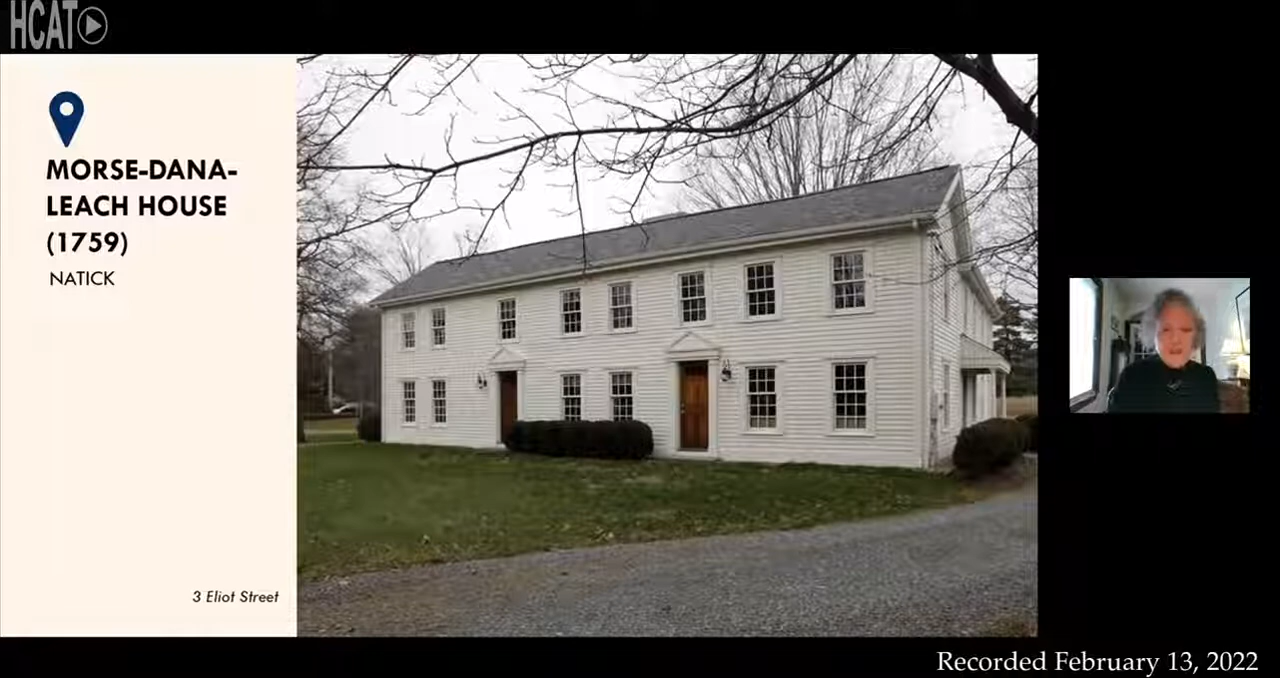 HCAT
MORSE-DANA-
LEACH HOUSE
(1759)
NATICK
3 Eliot Street
Recorded February 13, 2022